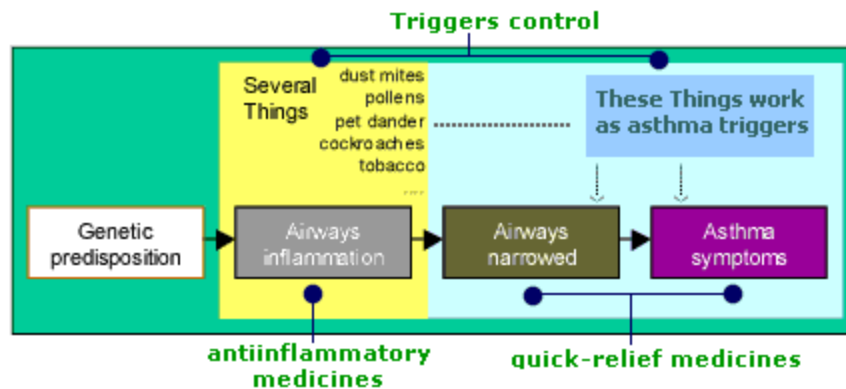 Triggers control
Several
Things
dust mites
pollens
pet dander
cockroaches
tobacco
....
These Things work
as asthma triggers
Genetic
predisposition
Airways
inflammation
Airways
narrowed
Asthma
symptoms
antiinflammatory
medicines
quick-relief medicines